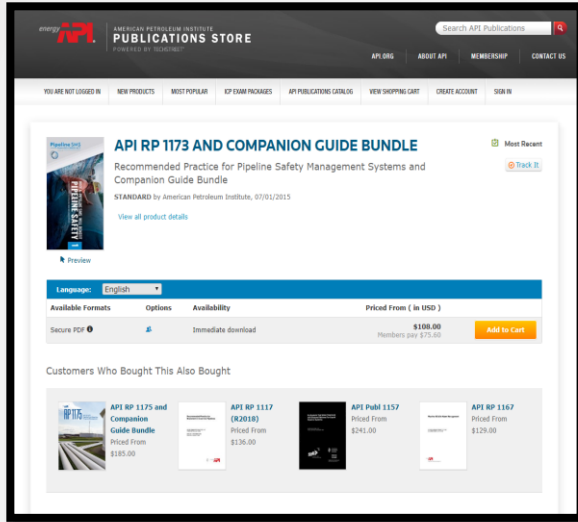 energy API.
AMERICAN PETROLEUM INSTITUTE
PUBLICATIONS STORE
POWERED BY TECHSTREET
Search API Publications
API.ORG ABOUT API MEMBERSHIP CONTACT US
YOU ARE NOT LOGGED IN NEW PRODUCTS MOST POPULAR ICP EXAM PACKAGES API PUBLICATIONS CATALOG VIEW SHOPPING CART CREATE ACCOUNT SIGN IN
Pipeline SMS
PIPELINE SAFETY
API RP 1173 AND COMPANION GUIDE BUNDLE
Most Recent
Recommended Practice for Pipeline Safety Management Systems and
Companion Guide Bundle
Track It
STANDARD by American Petroleum Institute, 07/01/2015
View all product details
Preview
Language: English
Available Formats Options Availability Priced From ( in USD )
Secure PDF Immediate download $108.00
Members pay $75.60
Add to Cart
Customers Who Bought This Also Bought
RP 1175
API RP 1175 and
Companion
Guide Bundle
Priced From
$185.00
API RP 1117
(R2018)
Priced From
$136.00
API Publ 1157
Priced From
$241.00
API RP 1167
Priced From
$129.00